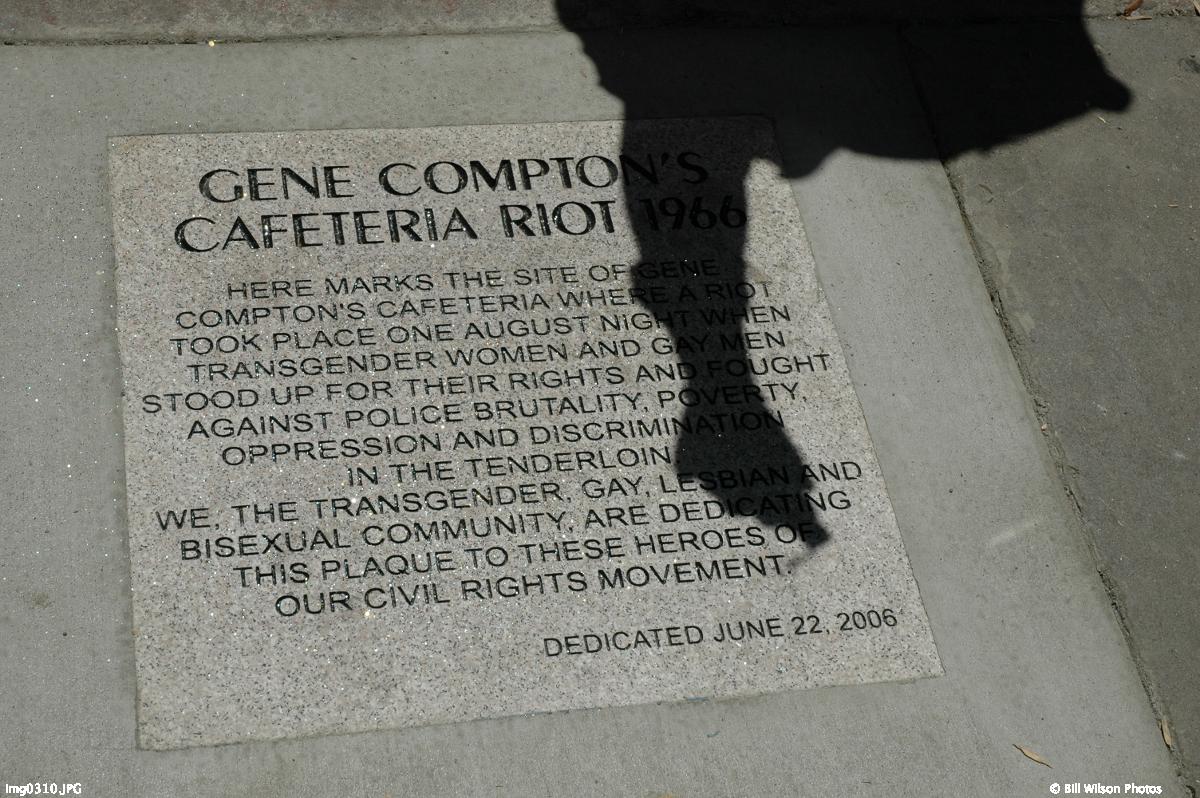 GENE COMPTON'S
CAFETERIA RIOT 1966
HERE MARKS THE SITE OF GENE
COMPTON'S CAFETERIA WHERE A RIOT
TOOK PLACE ONE AUGUST NIGHT WHEN
TRANSGENDER WOMEN AND GAY MEN
STOOD UP FOR THEIR RIGHTS AND FOUGHT
AGAINST POLICE BRUTALITY, POVERTY,
OPPRESSION AND DISCRIMINATION
IN THE TENDERLOIN.
WE, THE TRANSGENDER, GAY, LESBIAN AND
BISEXUAL COMMUNITY, ARE DEDICATING
THIS PLAQUE TO THESE HEROES OF
OUR CIVIL RIGHTS MOVEMENT.
DEDICATED JUNE 22, 2006
Img0310.JPG
© Bill Wilson Photos